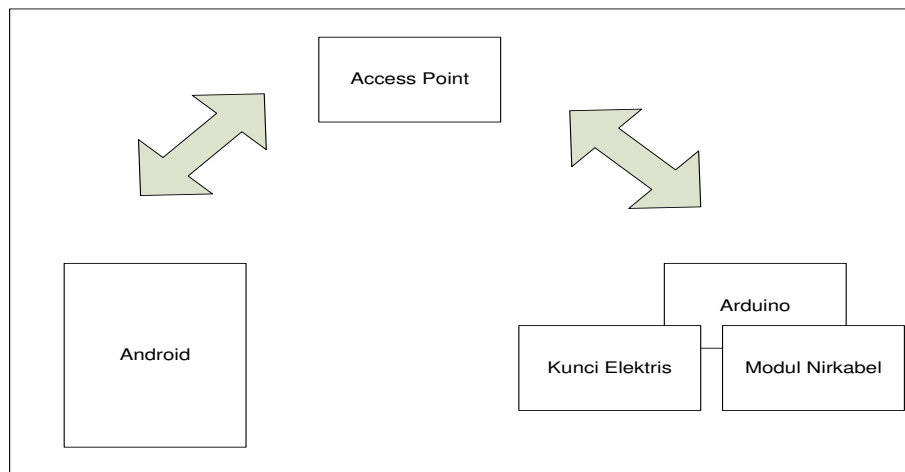 Access Point
Android
Arduino
Kunci Elektris
Modul Nirkabel